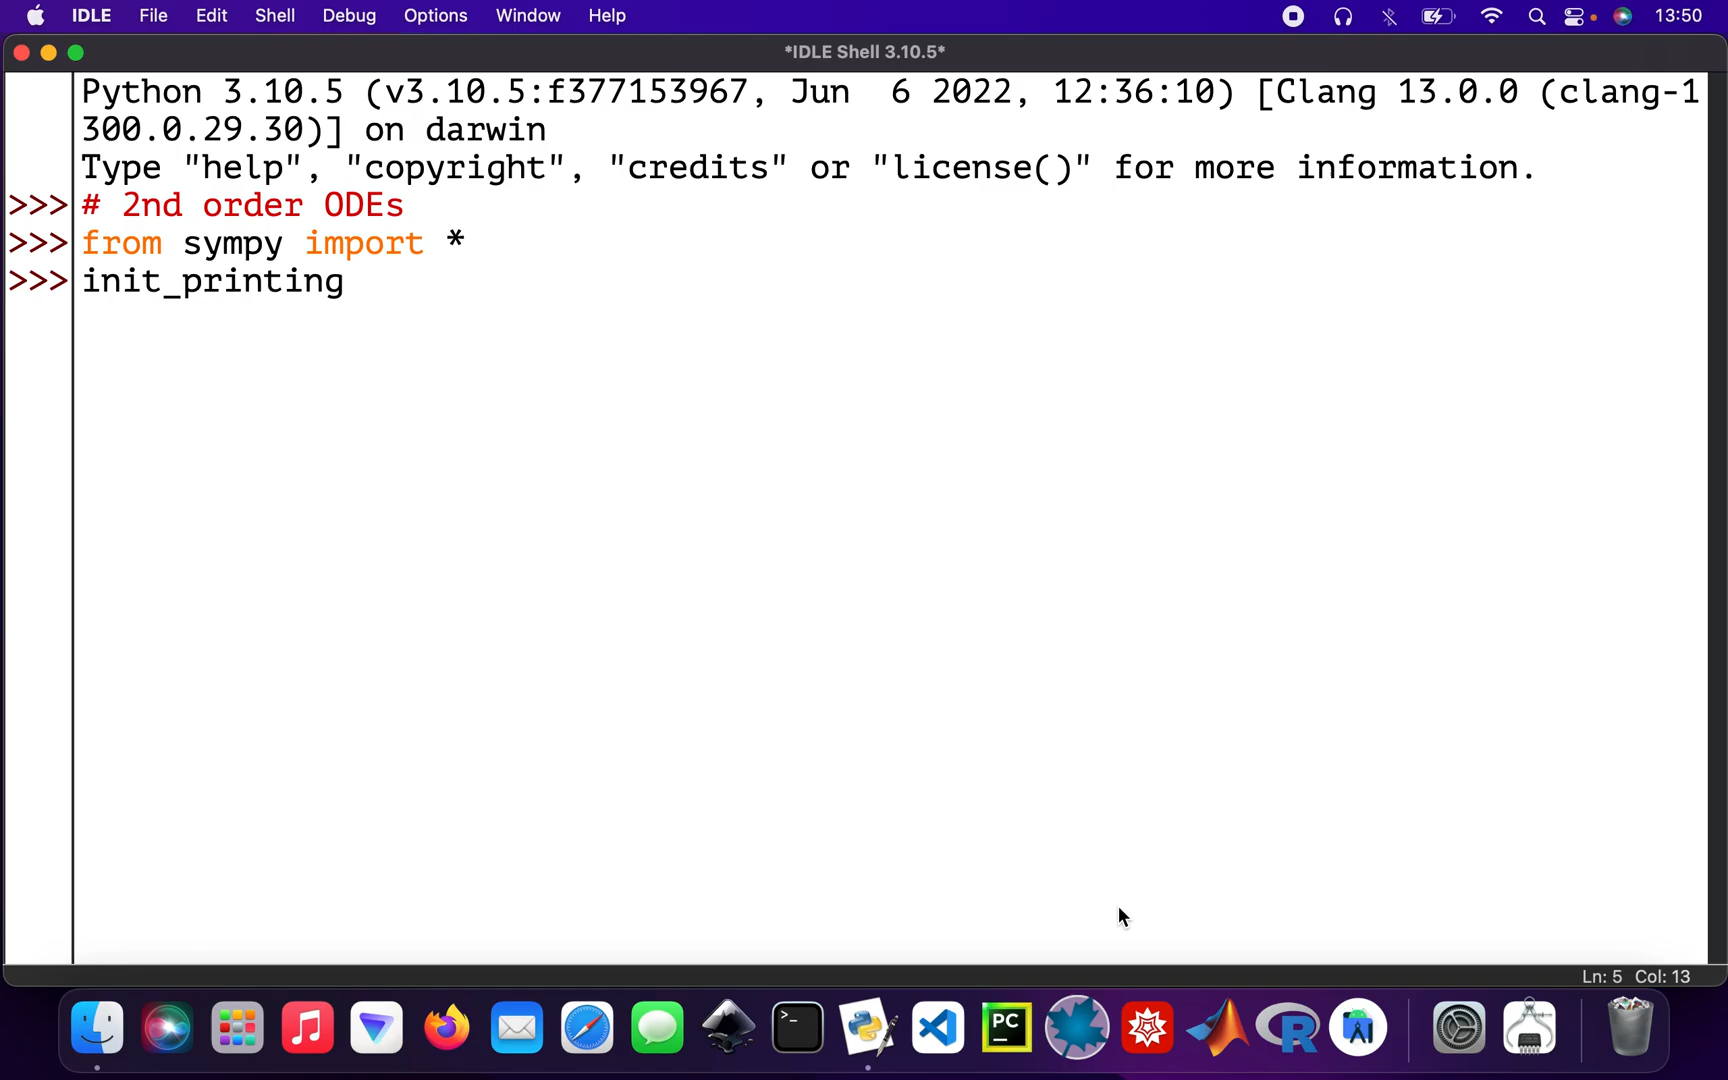 IDLE File Edit Shell Debug Options Window Help 13:50
*IDLE Shell 3.10.5*
Python 3.10.5 (v3.10.5:f377153967, Jun  6 2022, 12:36:10) [Clang 13.0.0 (clang-1
300.0.29.30)] on darwin
Type "help", "copyright", "credits" or "license()" for more information.
>>> # 2nd order ODEs
>>> from sympy import *
>>> init_printing
Ln: 5 Col: 13
>_ PC R